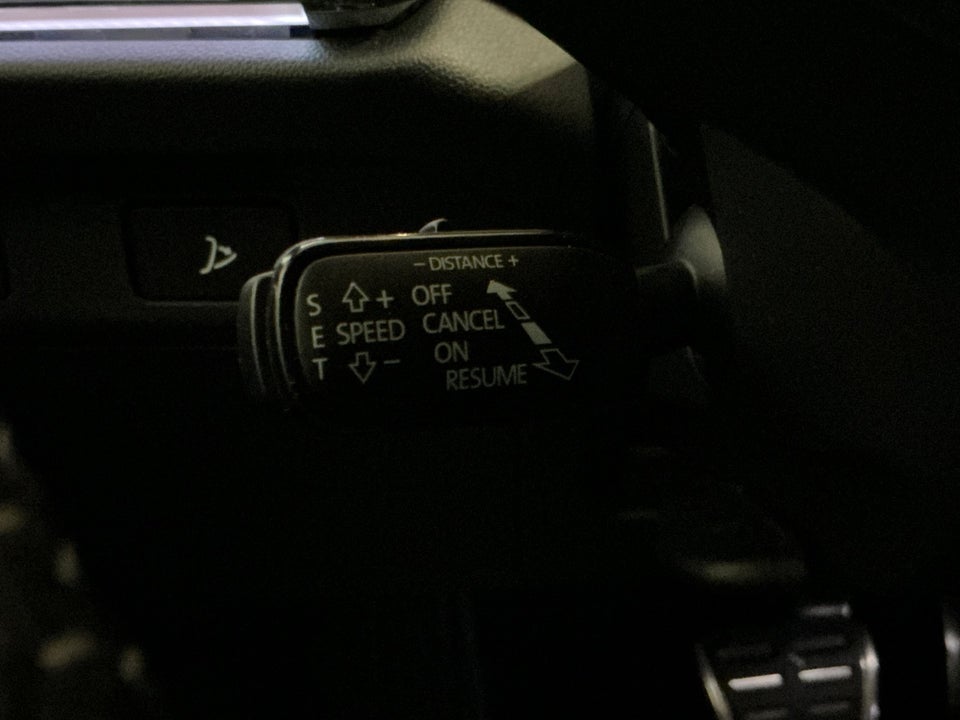 − DISTANCE +
S + OFF
E SPEED CANCEL
T − ON
RESUME